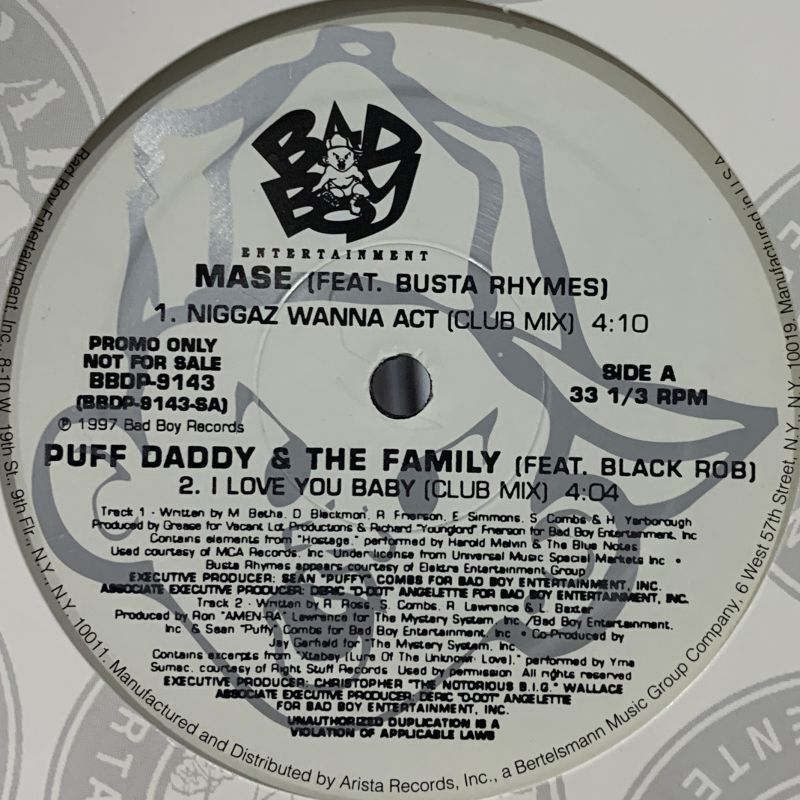 BAD BOY
ENTERTAINMENT
MASE (FEAT. BUSTA RHYMES)
1. NIGGAZ WANNA ACT (CLUB MIX) 4:10
PROMO ONLY
NOT FOR SALE
BBDP-9143
(BBDP-9143-SA)
℗ 1997 Bad Boy Records
SIDE A
33 1/3 RPM
PUFF DADDY & THE FAMILY (FEAT. BLACK ROB)
2. I LOVE YOU BABY (CLUB MIX) 4:04
Track 1 - Written by M. Betha, D. Blackmon, R. Frierson, E. Simmons, S. Combs & H. Yarborough
Produced by Grease for Vacant Lot Productions & Richard "Younglord" Frierson for Bad Boy Entertainment, Inc
Contains elements from "Hostage," performed by Harold Melvin & The Blue Notes
Used courtesy of MCA Records, Inc Under license from Universal Music Special Markets Inc •
Busta Rhymes appears courtesy of Elektra Entertainment Group
EXECUTIVE PRODUCER: SEAN "PUFFY" COMBS FOR BAD BOY ENTERTAINMENT, INC.
ASSOCIATE EXECUTIVE PRODUCER: DERIC "D-DOT" ANGELETTE FOR BAD BOY ENTERTAINMENT, INC.
Track 2 - Written by R. Ross, S. Combs, R. Lawrence & L. Baxter
Produced by Ron "AMEN-RA" Lawrence for The Mystery System, Inc./Bad Boy Entertainment,
Inc & Sean "Puffy" Combs for Bad Boy Entertainment, Inc • Co-Produced by
Jay Garfield for "The Mystery System, Inc.
Contains excerpts from "Xtabay (Lure Of The Unknown Love)," performed by Yma
Sumac, courtesy of Right Stuff Records. Used by permission. All rights reserved
EXECUTIVE PRODUCER: CHRISTOPHER "THE NOTORIOUS B.I.G." WALLACE
ASSOCIATE EXECUTIVE PRODUCER: DERIC "D-DOT" ANGELETTE
FOR BAD BOY ENTERTAINMENT, INC.
UNAUTHORIZED DUPLICATION IS A
VIOLATION OF APPLICABLE LAWS
Bad Boy Entertainment, Inc., 8-10 W. 19th St., 9th Flr., N.Y., N.Y. 10011. Manufactured and Distributed by Arista Records, Inc., a Bertelsmann Music Group Company, 6 West 57th Street, N.Y., N.Y. 10019. Manufactured in U.S.A.